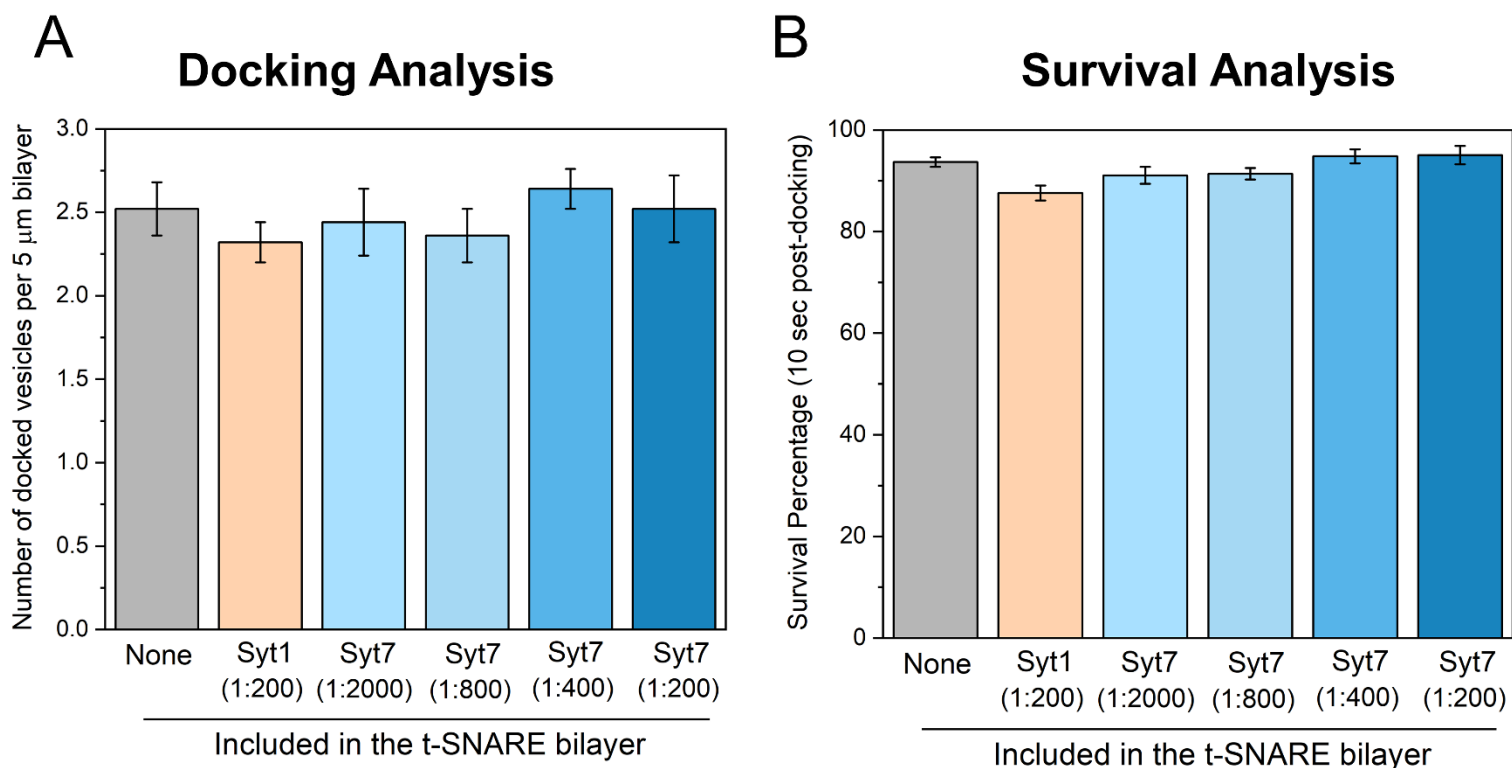 A
Docking Analysis
Number of docked vesicles per 5 μm bilayer
3.0
2.5
2.0
1.5
1.0
0.5
0.0
None
Syt1
(1:200)
Syt7
(1:2000)
Syt7
(1:800)
Syt7
(1:400)
Syt7
(1:200)
Included in the t-SNARE bilayer
B
Survival Analysis
Survival Percentage (10 sec post-docking)
100
80
60
40
20
0
None
Syt1
(1:200)
Syt7
(1:2000)
Syt7
(1:800)
Syt7
(1:400)
Syt7
(1:200)
Included in the t-SNARE bilayer